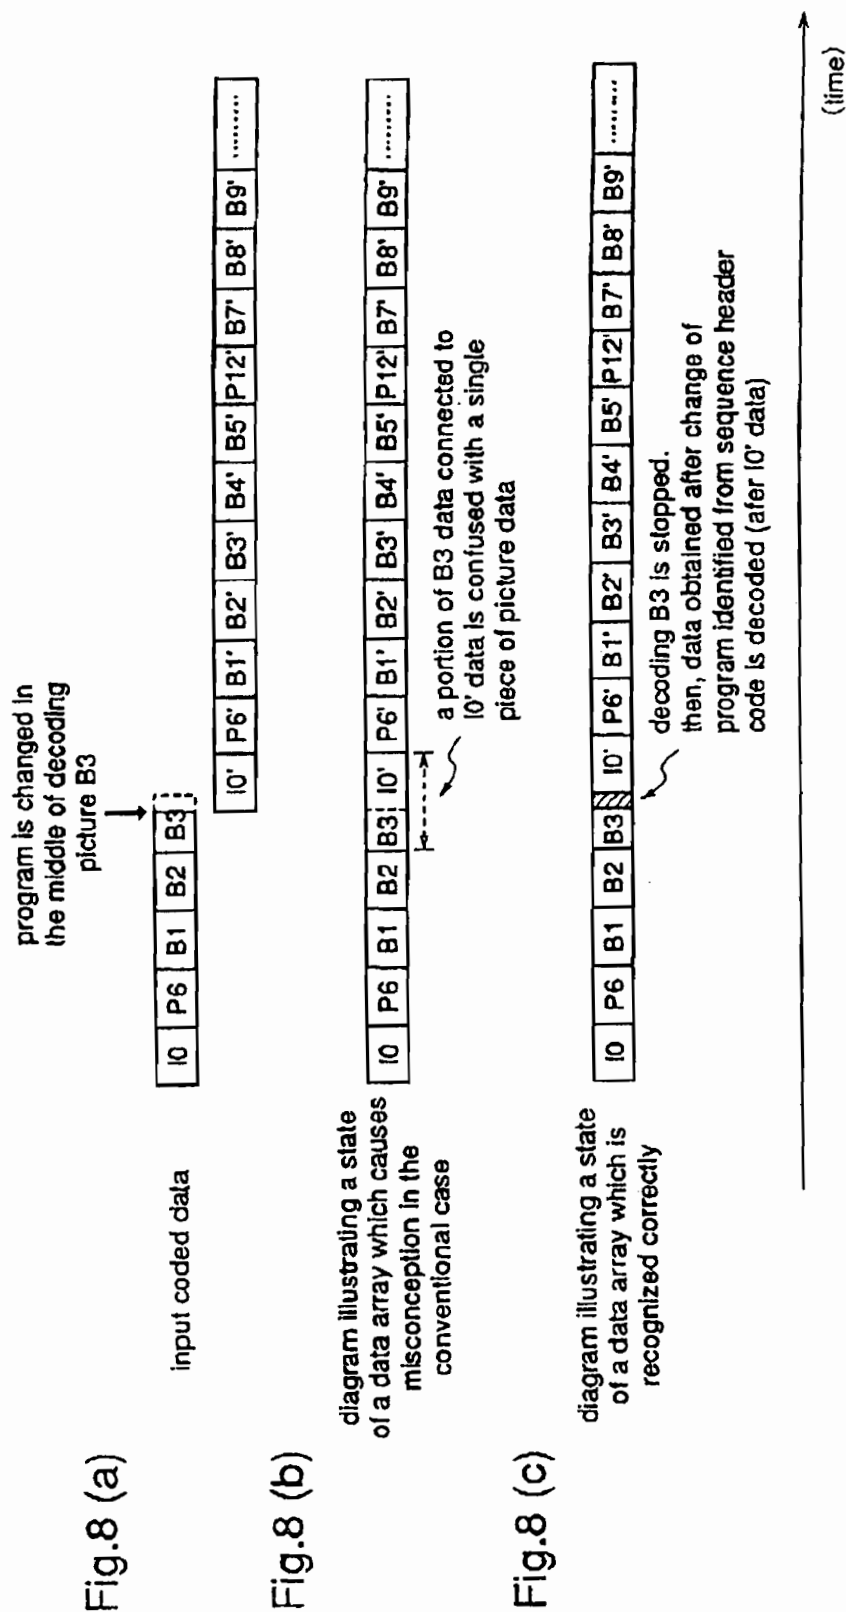 Fig.8 (a)
input coded data
program is changed in
the middle of decoding
picture B3
I0 P6 B1 B2 B3
I0' P6' B1' B2' B3' B4' B5' P12' B7' B8' B9' .........
Fig.8 (b)
diagram illustrating a state
of a data array which causes
misconception in the
conventional case
I0 P6 B1 B2 B3 I0' P6' B1' B2' B3' B4' B5' P12' B7' B8' B9' .........
a portion of B3 data connected to
I0' data is confused with a single
piece of picture data
Fig.8 (c)
diagram illustrating a state
of a data array which is
recognized correctly
I0 P6 B1 B2 B3 I0' P6' B1' B2' B3' B4' B5' P12' B7' B8' B9' .........
decoding B3 is stopped.
then, data obtained after change of
program identified from sequence header
code is decoded (afer I0' data)
(time)